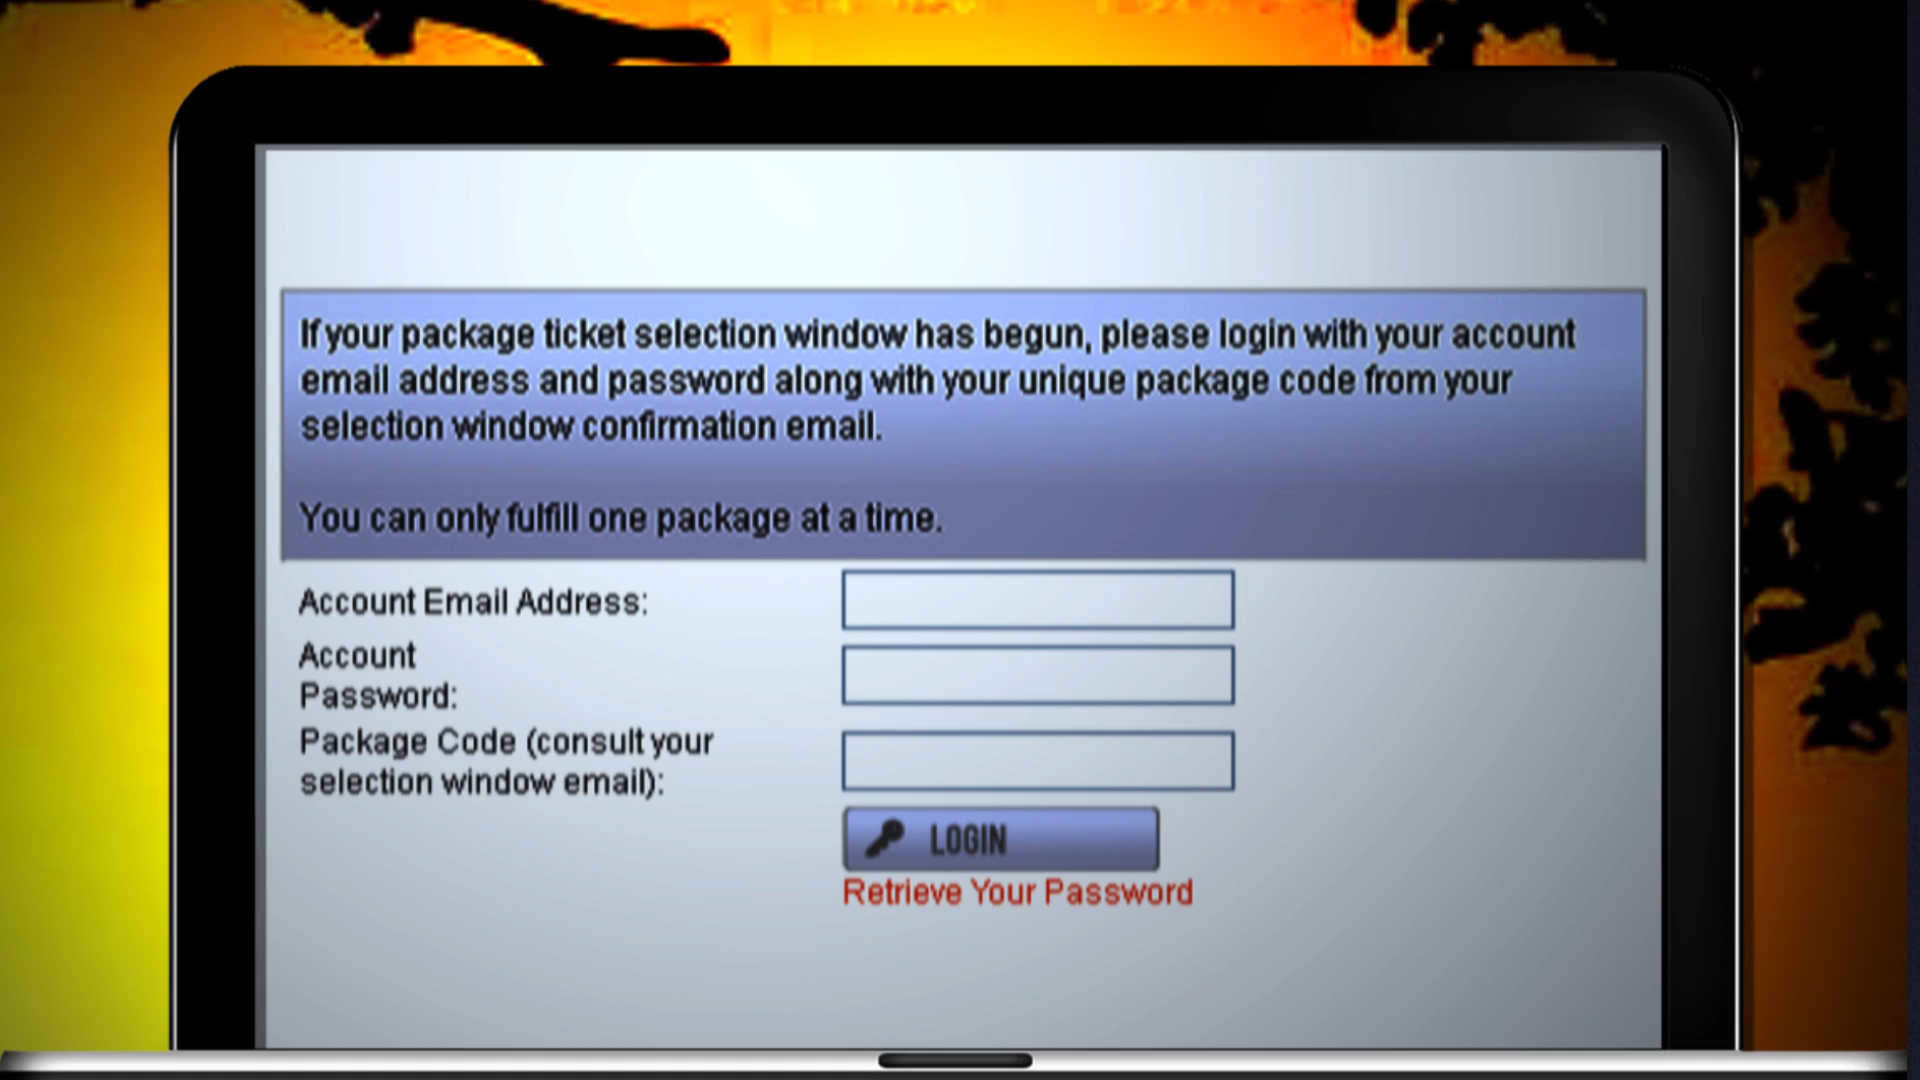 If your package ticket selection window has begun, please login with your account
email address and password along with your unique package code from your
selection window confirmation email.
You can only fulfill one package at a time.
Account Email Address:
Account
Password:
Package Code (consult your
selection window email):
LOGIN
Retrieve Your Password